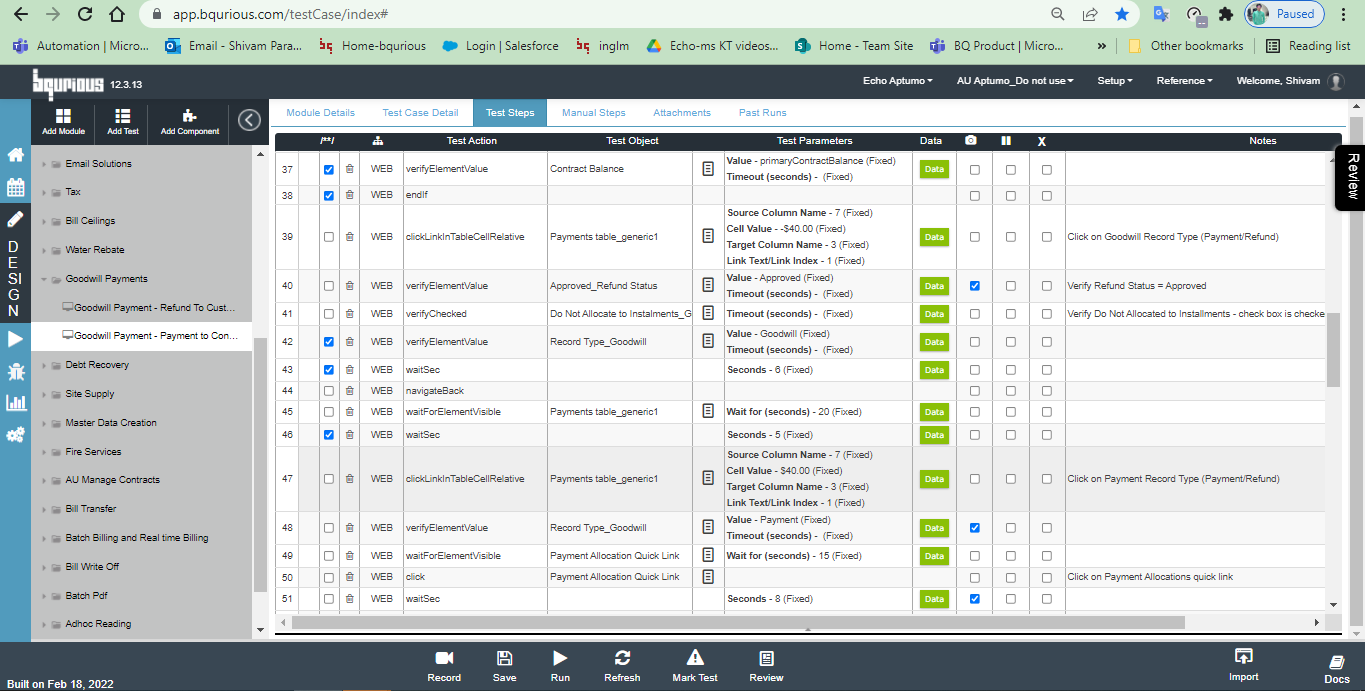 app.bqurious.com/testCase/index#
Paused
Automation | Micro...
Email - Shivam Para...
Home-bqurious
Login | Salesforce
inglm
Echo-ms KT videos...
Home - Team Site
BQ Product | Micro...
»
Other bookmarks
Reading list
bqurious 12.3.13
Echo Aptumo
AU Aptumo_Do not use
Setup
Reference
Welcome, Shivam
Add Module
Add Test
Add Component
Module Details
Test Case Detail
Test Steps
Manual Steps
Attachments
Past Runs
DESIGN
Email Solutions
Tax
Bill Ceilings
Water Rebate
Goodwill Payments
Goodwill Payment - Refund To Cust...
Goodwill Payment - Payment to Con...
Debt Recovery
Site Supply
Master Data Creation
Fire Services
AU Manage Contracts
Bill Transfer
Batch Billing and Real time Billing
Bill Write Off
Batch Pdf
Adhoc Reading
/**/ Test Action Test Object Test Parameters Data X Notes
37 WEB verifyElementValue Contract Balance Value - primaryContractBalance (Fixed) Data
Timeout (seconds) - (Fixed)
38 WEB endIf
39 WEB clickLinkInTableCellRelative Payments table_generic1 Source Column Name - 7 (Fixed) Data Click on Goodwill Record Type (Payment/Refund)
Cell Value - -$40.00 (Fixed)
Target Column Name - 3 (Fixed)
Link Text/Link Index - 1 (Fixed)
40 WEB verifyElementValue Approved_Refund Status Value - Approved (Fixed) Data Verify Refund Status = Approved
Timeout (seconds) - (Fixed)
41 WEB verifyChecked Do Not Allocate to Instalments_G Timeout (seconds) - (Fixed) Data Verify Do Not Allocated to Installments - check box is checke
42 WEB verifyElementValue Record Type_Goodwill Value - Goodwill (Fixed) Data
Timeout (seconds) - (Fixed)
43 WEB waitSec Seconds - 6 (Fixed) Data
44 WEB navigateBack
45 WEB waitForElementVisible Payments table_generic1 Wait for (seconds) - 20 (Fixed) Data
46 WEB waitSec Seconds - 5 (Fixed) Data
47 WEB clickLinkInTableCellRelative Payments table_generic1 Source Column Name - 7 (Fixed) Data Click on Payment Record Type (Payment/Refund)
Cell Value - $40.00 (Fixed)
Target Column Name - 3 (Fixed)
Link Text/Link Index - 1 (Fixed)
48 WEB verifyElementValue Record Type_Goodwill Value - Payment (Fixed) Data
Timeout (seconds) - (Fixed)
49 WEB waitForElementVisible Payment Allocation Quick Link Wait for (seconds) - 15 (Fixed) Data
50 WEB click Payment Allocation Quick Link Click on Payment Allocations quick link
51 WEB waitSec Seconds - 8 (Fixed) Data
Review
Record
Save
Run
Refresh
Mark Test
Review
Import
Docs
Built on Feb 18, 2022